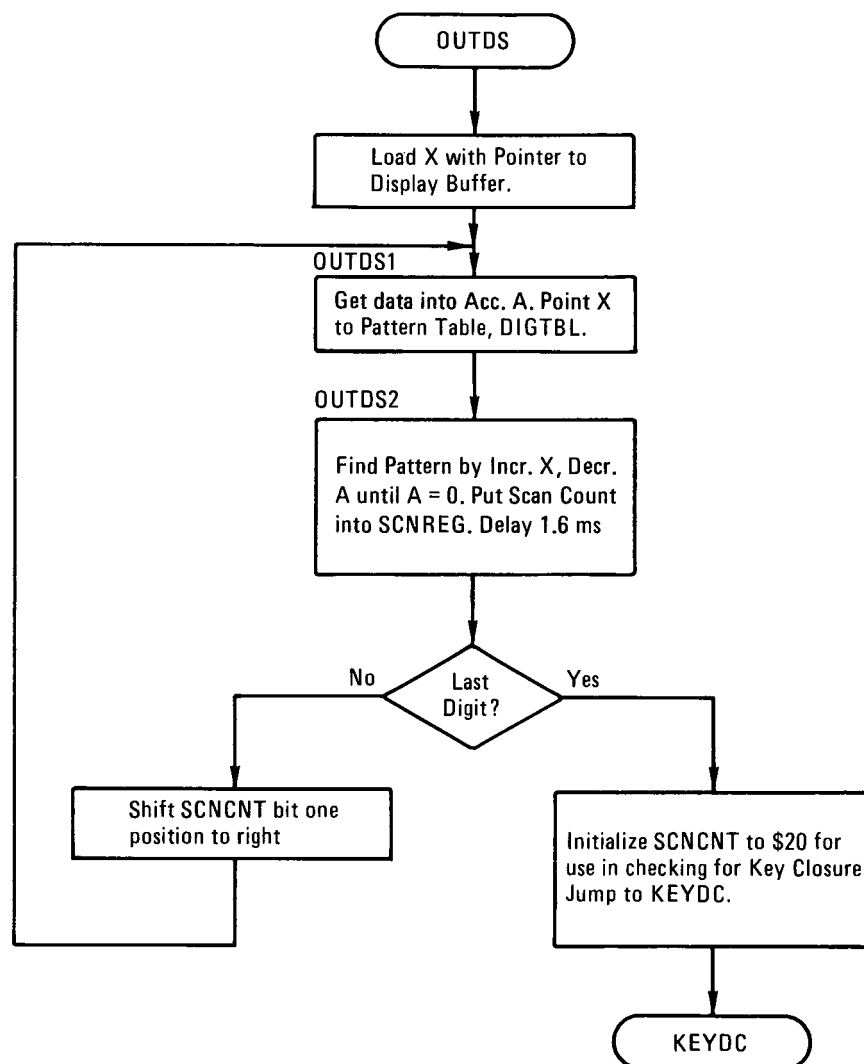 OUTDS
Load X with Pointer to
Display Buffer.
OUTDS1
Get data into Acc. A. Point X
to Pattern Table, DIGTBL.
OUTDS2
Find Pattern by Incr. X, Decr.
A until A = 0. Put Scan Count
into SCNREG. Delay 1.6 ms
No
Last
Digit?
Yes
Shift SCNCNT bit one
position to right
Initialize SCNCNT to $20 for
use in checking for Key Closure
Jump to KEYDC.
KEYDC